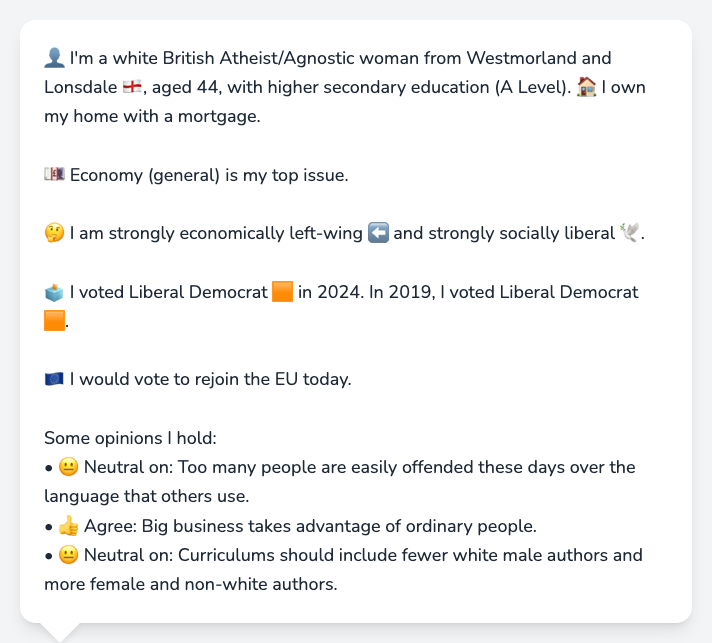 👤 I'm a white British Atheist/Agnostic woman from Westmorland and
Lonsdale 🏴󠁧󠁢󠁥󠁮󠁧󠁿, aged 44, with higher secondary education (A Level). 🏠 I own
my home with a mortgage.
💷 Economy (general) is my top issue.
🤔 I am strongly economically left-wing ⬅️ and strongly socially liberal 🕊️.
🗳️ I voted Liberal Democrat 🟧 in 2024. In 2019, I voted Liberal Democrat
🟧.
🇪🇺 I would vote to rejoin the EU today.
Some opinions I hold:
• 😐 Neutral on: Too many people are easily offended these days over the
language that others use.
• 👍 Agree: Big business takes advantage of ordinary people.
• 😐 Neutral on: Curriculums should include fewer white male authors and
more female and non-white authors.